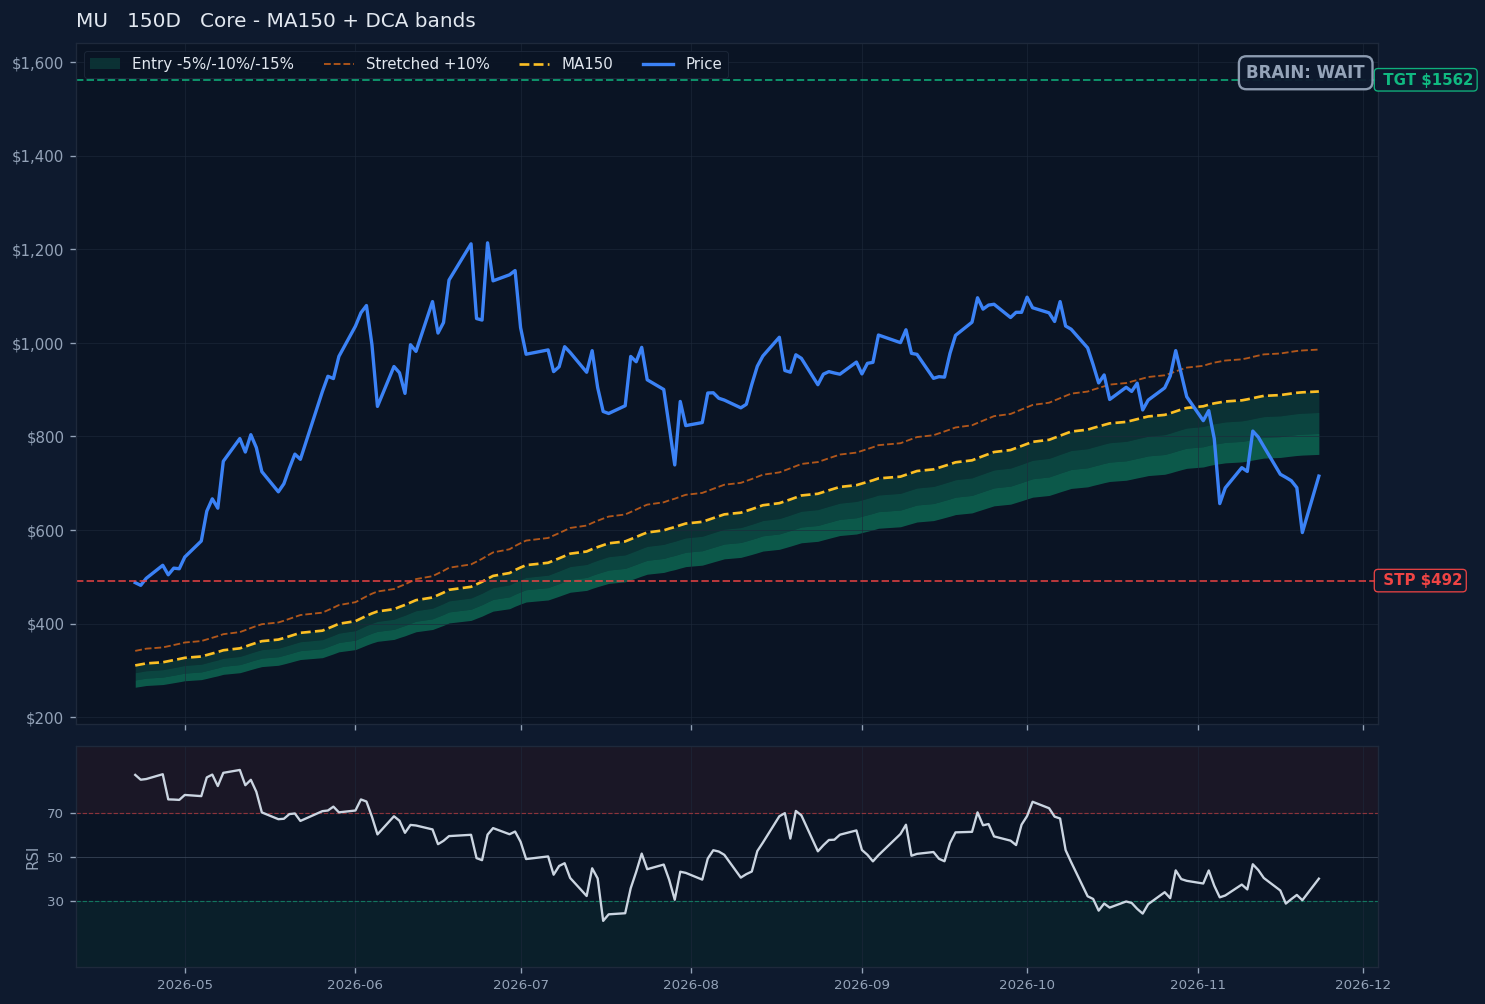 MU   150D   Core - MA150 + DCA bands
Entry -5%/-10%/-15%
Stretched +10%
MA150
Price
BRAIN: WAIT
TGT $1562
$1,600
$1,400
$1,200
$1,000
$800
$600
STP $492
$400
$200
70
50
30
RSI
2026-05
2026-06
2026-07
2026-08
2026-09
2026-10
2026-11
2026-12